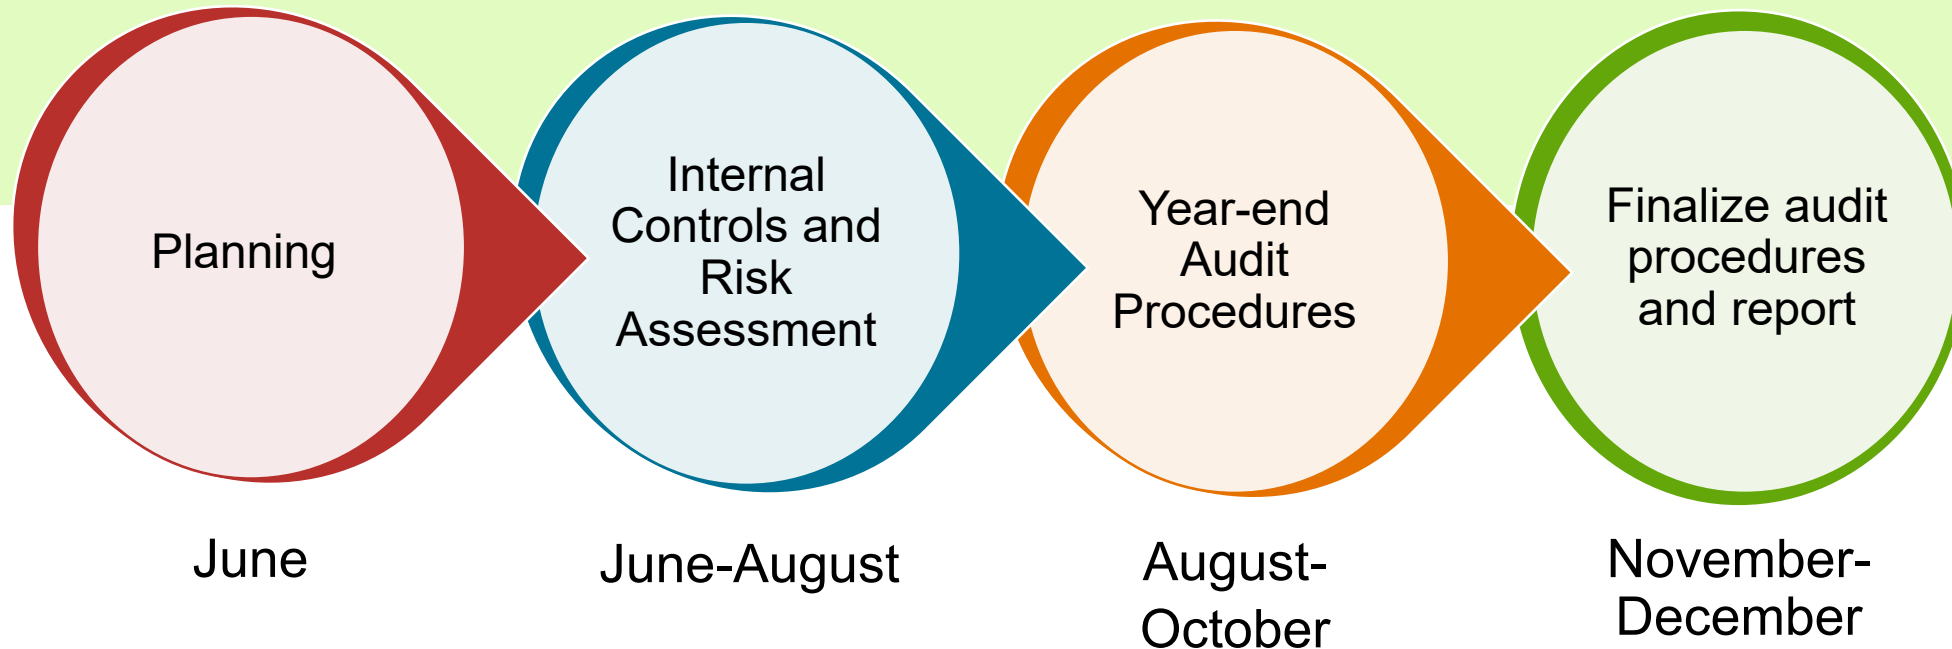 Planning
Internal
Controls and
Risk
Assessment
Year-end
Audit
Procedures
Finalize audit
procedures
and report
June
June-August
August-
October
November-
December